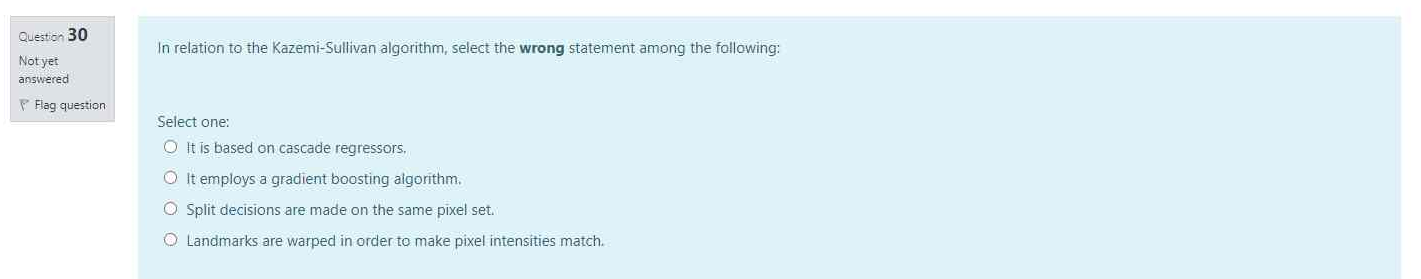 Question 30
Not yet
answered
Flag question
In relation to the Kazemi-Sullivan algorithm, select the wrong statement among the following:
Select one:
It is based on cascade regressors.
It employs a gradient boosting algorithm.
Split decisions are made on the same pixel set.
Landmarks are warped in order to make pixel intensities match.